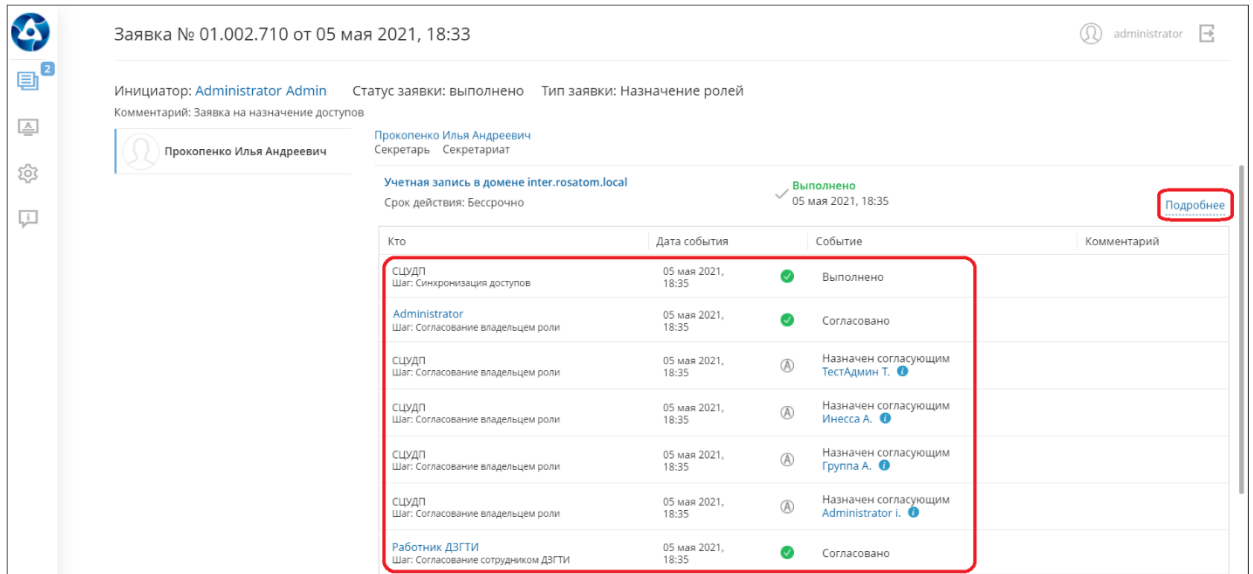 Заявка № 01.002.710 от 05 мая 2021, 18:33
administrator
2
Инициатор: Administrator Admin Статус заявки: выполнено Тип заявки: Назначение ролей
Комментарий: Заявка на назначение доступов
Прокопенко Илья Андреевич
Прокопенко Илья Андреевич
Секретарь Секретариат
Учетная запись в домене inter.rosatom.local
Срок действия: Бессрочно
Выполнено
05 мая 2021, 18:35
Подробнее
Кто Дата события Событие Комментарий
СЦУДП
Шаг: Синхронизация доступов
05 мая 2021,
18:35
Выполнено
Administrator
Шаг: Согласование владельцем роли
05 мая 2021,
18:35
Согласовано
СЦУДП
Шаг: Согласование владельцем роли
05 мая 2021,
18:35
Назначен согласующим
ТестАдмин Т.
СЦУДП
Шаг: Согласование владельцем роли
05 мая 2021,
18:35
Назначен согласующим
Инесса А.
СЦУДП
Шаг: Согласование владельцем роли
05 мая 2021,
18:35
Назначен согласующим
Группа А.
СЦУДП
Шаг: Согласование владельцем роли
05 мая 2021,
18:35
Назначен согласующим
Administrator i.
Работник ДЗГТИ
Шаг: Согласование сотрудником ДЗГТИ
05 мая 2021,
18:35
Согласовано